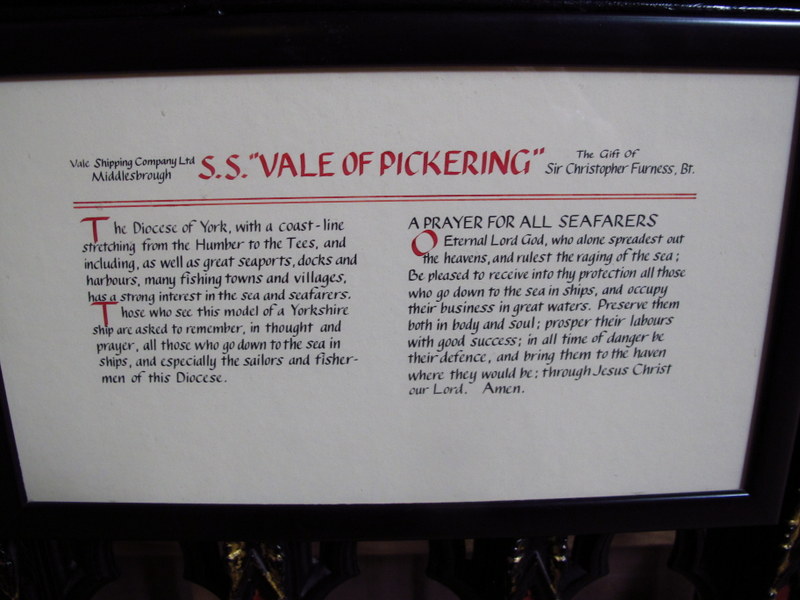 Vale Shipping Company Ltd
Middlesbrough
S.S. "VALE OF PICKERING"
The Gift Of
Sir Christopher Furness, Bt.
The Diocese of York, with a coast-line
stretching from the Humber to the Tees, and
including, as well as great seaports, docks and
harbours, many fishing towns and villages,
has a strong interest in the sea and seafarers.
Those who see this model of a Yorkshire
ship are asked to remember, in thought and
prayer, all those who go down to the sea in
ships, and especially the sailors and fisher-
men of this Diocese.
A PRAYER FOR ALL SEAFARERS
O Eternal Lord God, who alone spreadest out
the heavens, and rulest the raging of the sea;
Be pleased to receive into thy protection all those
who go down to the sea in ships, and occupy
their business in great waters. Preserve them
both in body and soul; prosper their labours
with good success; in all time of danger be
their defence, and bring them to the haven
where they would be; through Jesus Christ
our Lord. Amen.